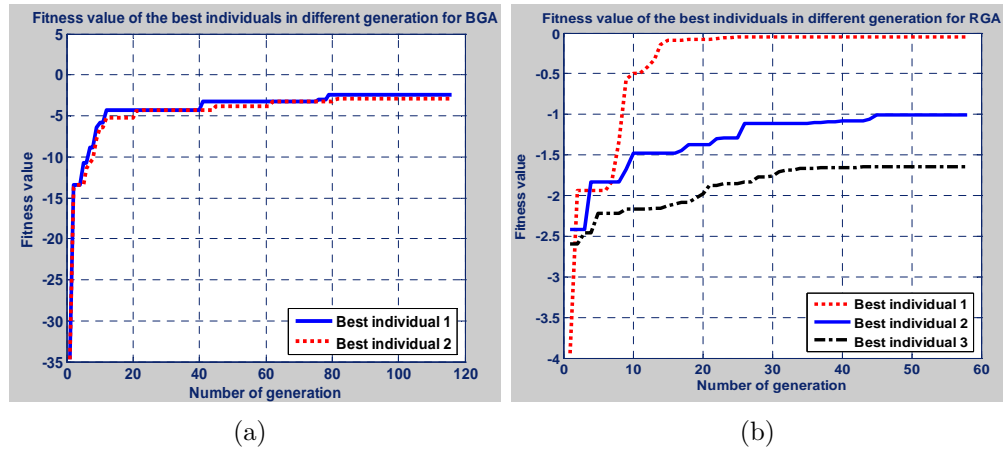 Fitness value of the best individuals in different generation for BGA
5
0
-5
-10
-15
-20
-25
-30
-35
Fitness value
0 20 40 60 80 100 120
Number of generation
Best individual 1
Best individual 2
(a)
Fitness value of the best individuals in different generation for RGA
0
-0.5
-1
-1.5
-2
-2.5
-3
-3.5
-4
Fitness value
0 10 20 30 40 50 60
Number of generation
Best individual 1
Best individual 2
Best individual 3
(b)